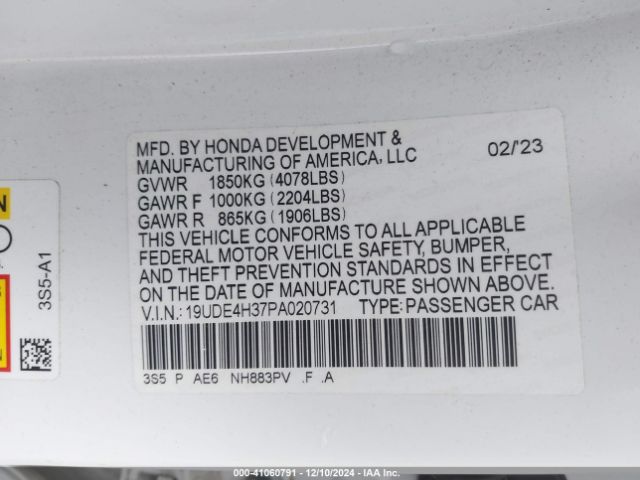 MFD. BY HONDA DEVELOPMENT & 02/'23
MANUFACTURING OF AMERICA, LLC
GVWR 1850KG (4078LBS)
GAWR F 1000KG (2204LBS)
GAWR R 865KG (1906LBS)
THIS VEHICLE CONFORMS TO ALL APPLICABLE
FEDERAL MOTOR VEHICLE SAFETY, BUMPER,
AND THEFT PREVENTION STANDARDS IN EFFECT
ON THE DATE OF MANUFACTURE SHOWN ABOVE.
V.I.N.: 19UDE4H37PA020731 TYPE: PASSENGER CAR
3S5 P AE6 NH883PV .F .A
3S5-A1
000-41060791 - 12/10/2024 - IAA Inc. Copyright